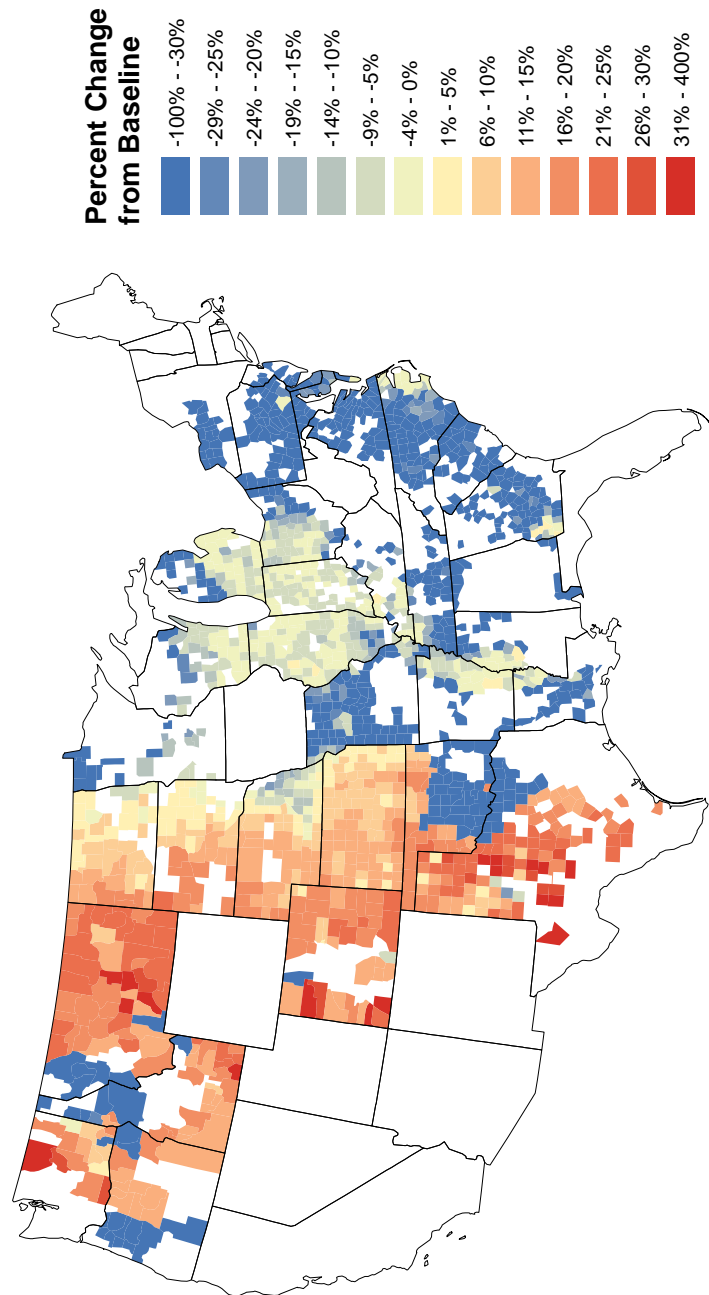 Percent Change
from Baseline
-100% - -30%
-29% - -25%
-24% - -20%
-19% - -15%
-14% - -10%
-9% - -5%
-4% - 0%
1% - 5%
6% - 10%
11% - 15%
16% - 20%
21% - 25%
26% - 30%
31% - 400%